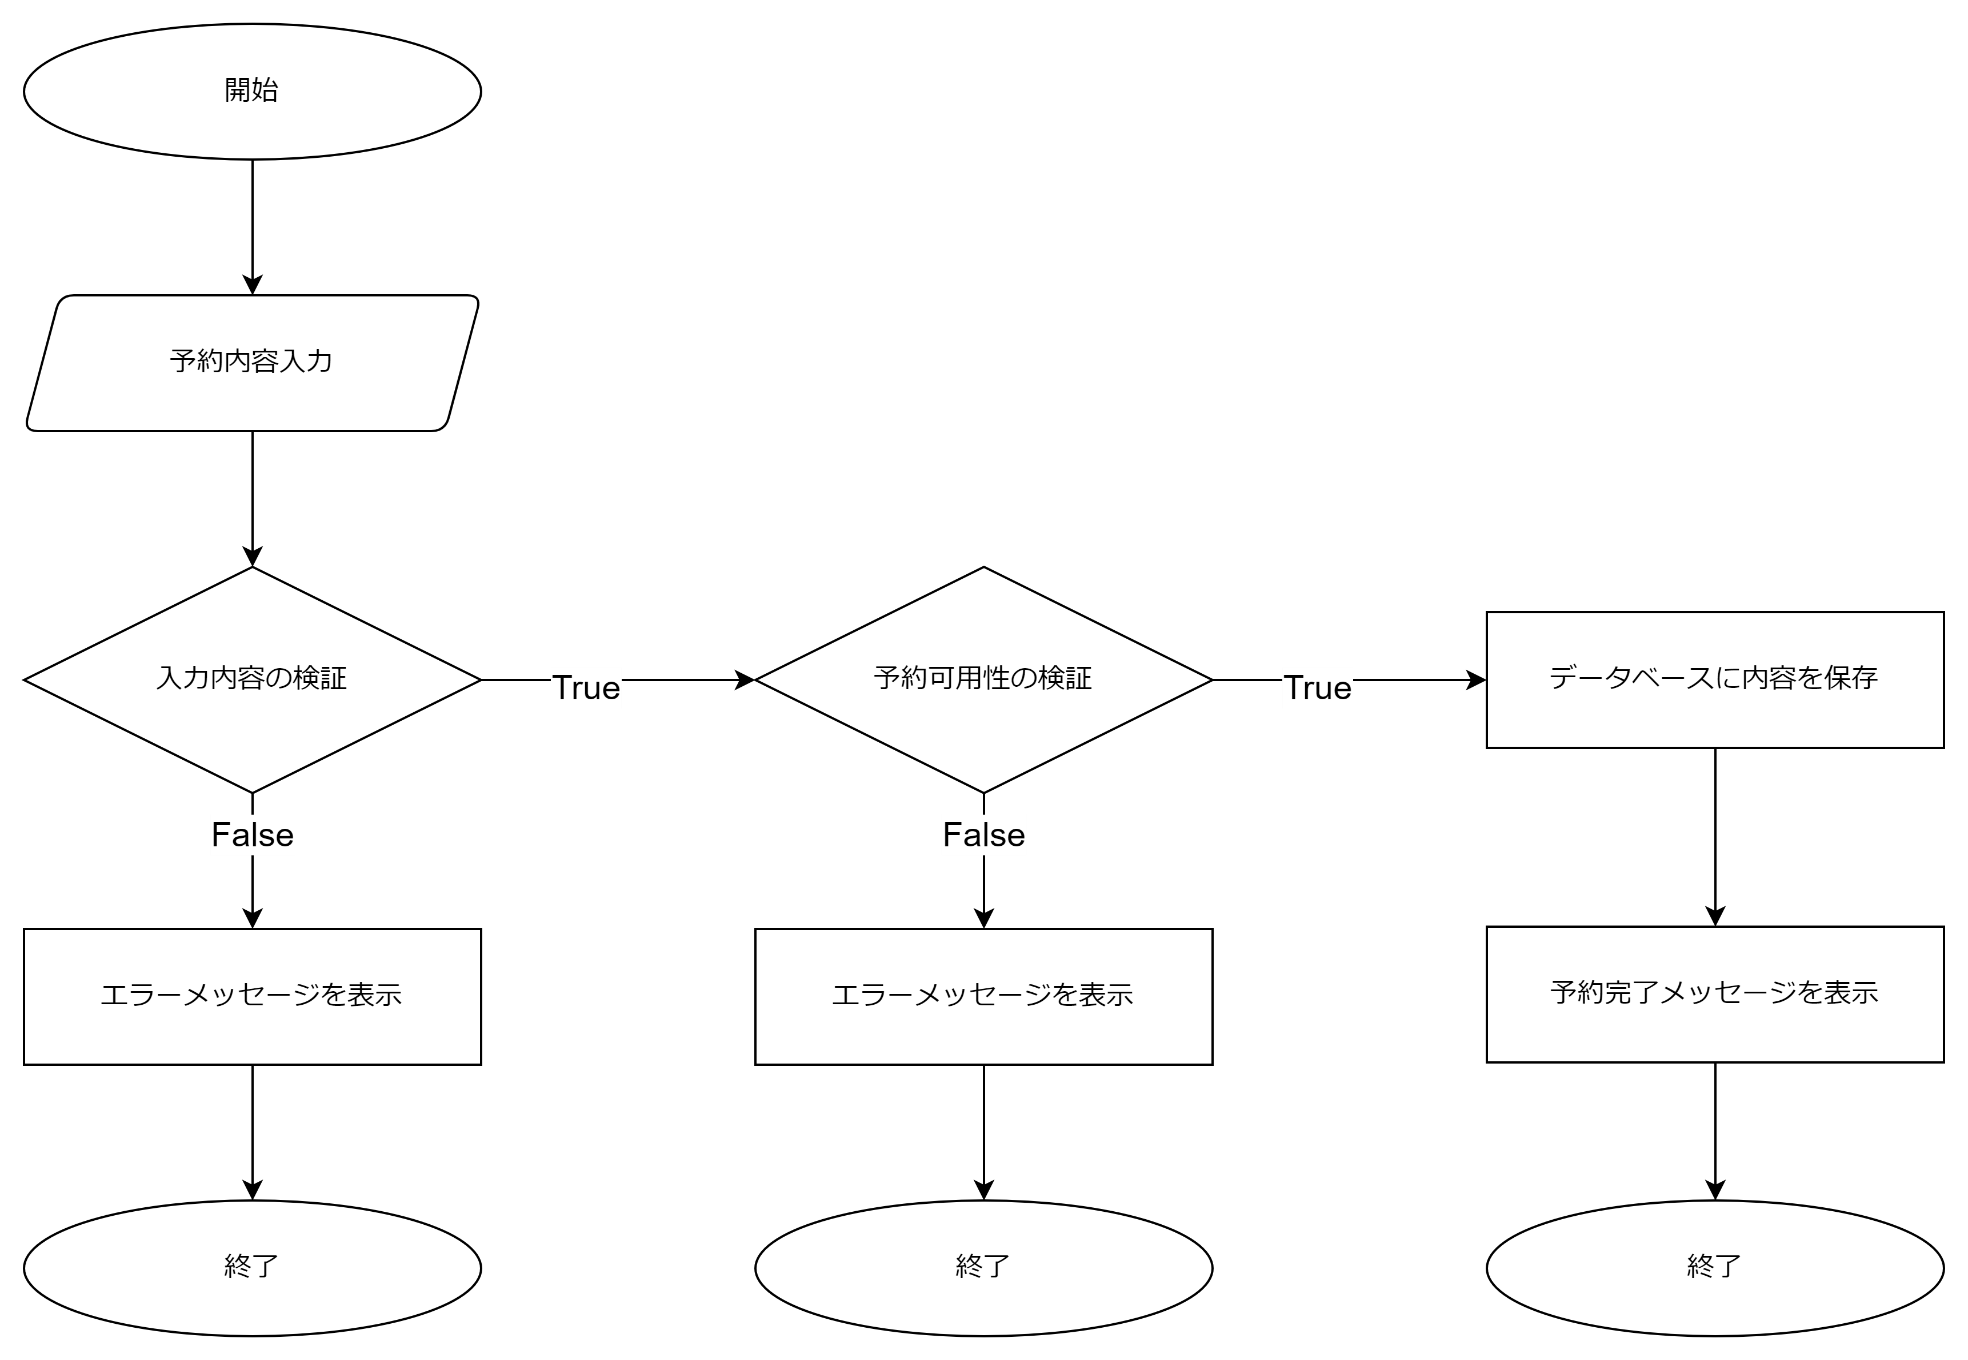 開始
予約内容入力
入力内容の検証
True
予約可用性の検証
True
データベースに内容を保存
False
False
エラーメッセージを表示
エラーメッセージを表示
予約完了メッセージを表示
終了
終了
終了